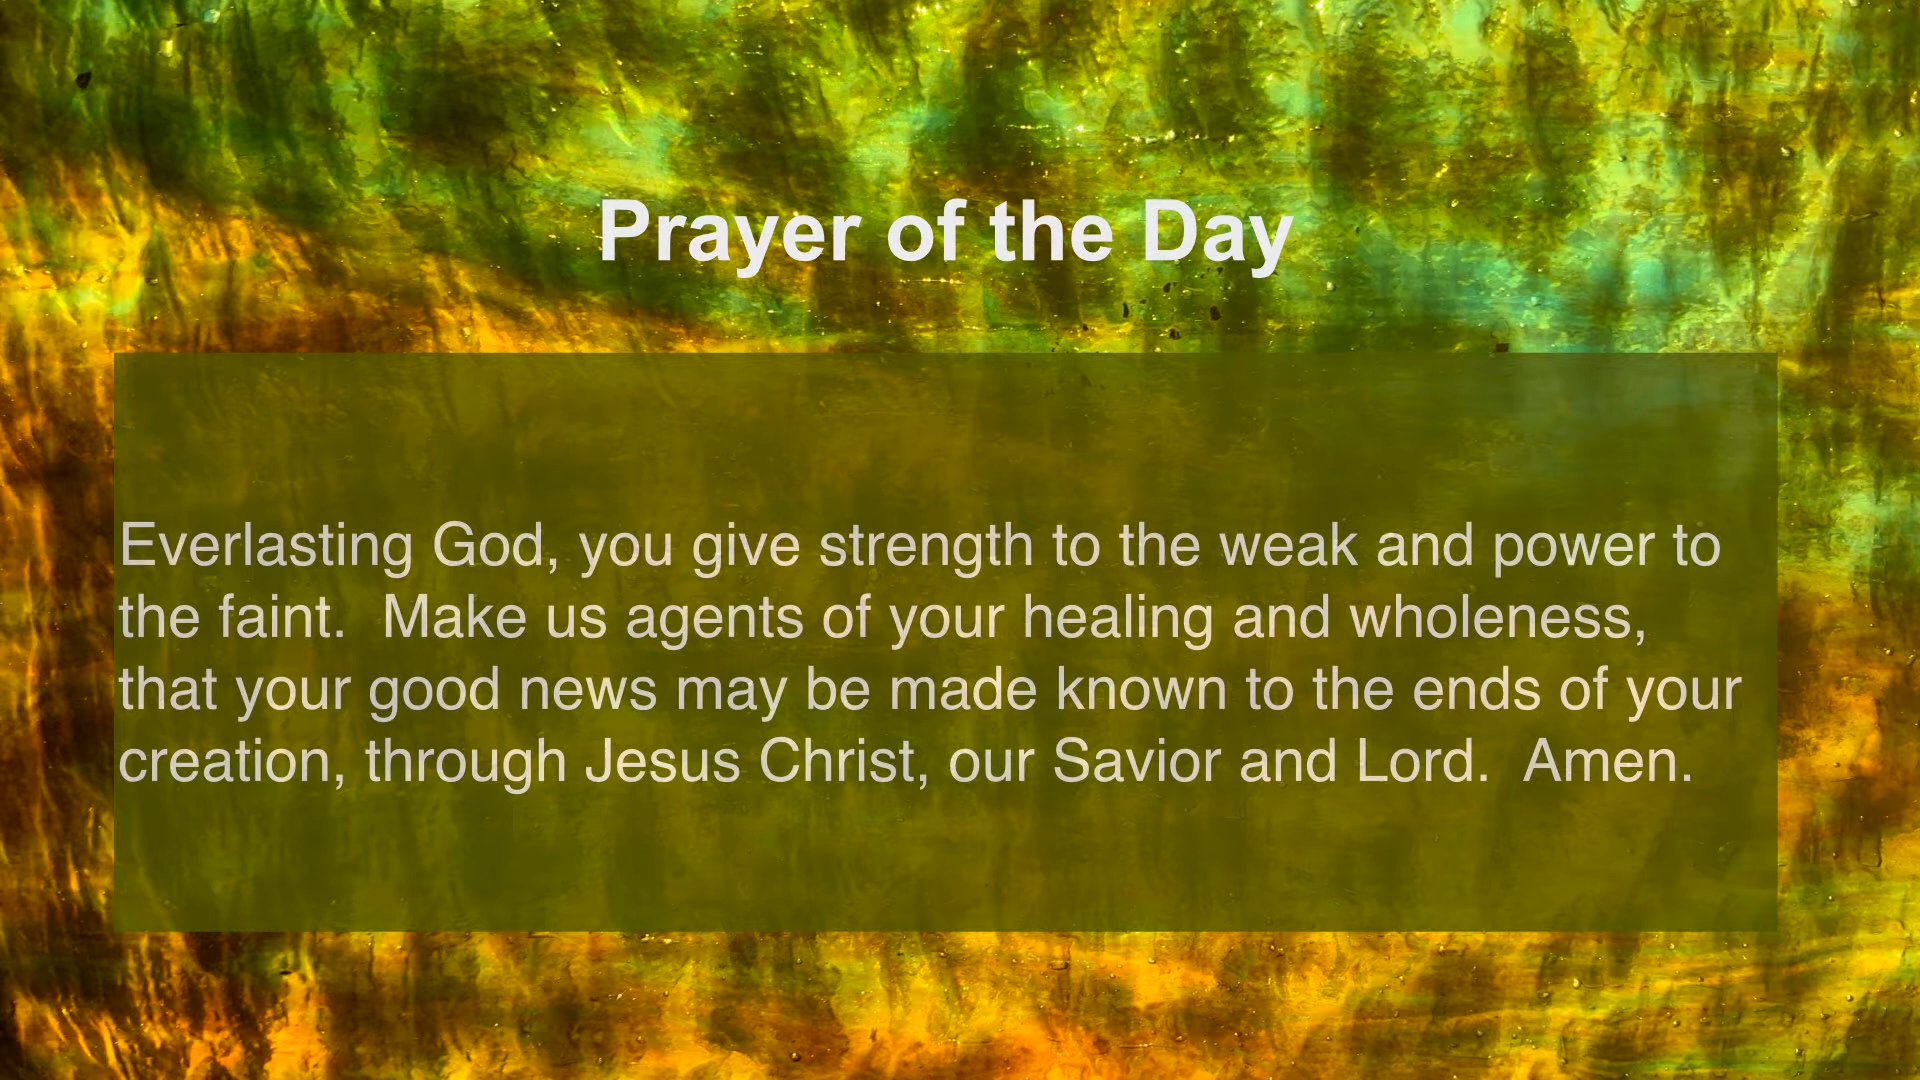 Prayer of the Day
Everlasting God, you give strength to the weak and power to
the faint.  Make us agents of your healing and wholeness,
that your good news may be made known to the ends of your
creation, through Jesus Christ, our Savior and Lord.  Amen.